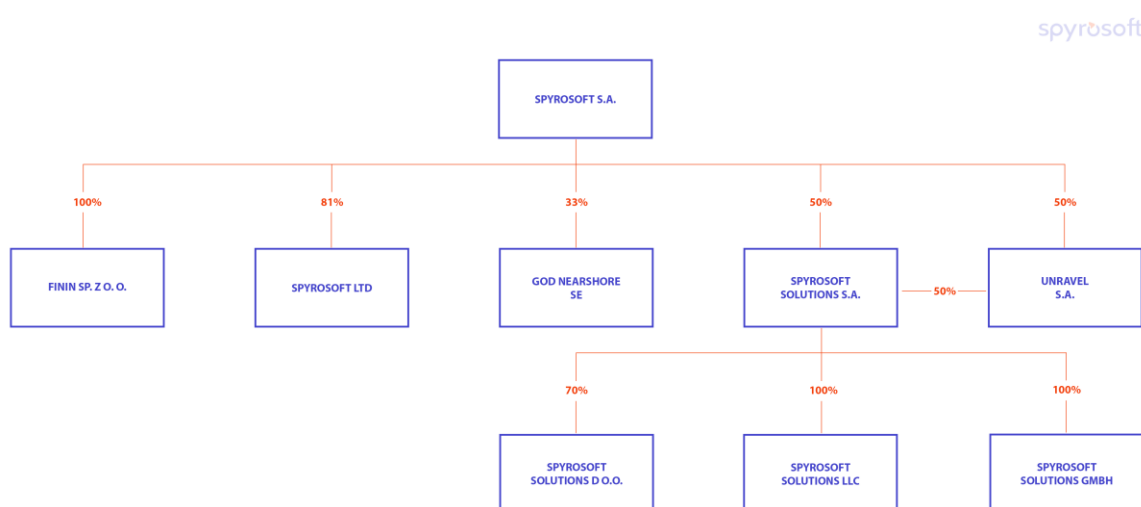 spyrosoft
SPYROSOFT S.A.
100%
81%
33%
50%
50%
FININ SP. Z O. O.
SPYROSOFT LTD
GOD NEARSHORE
SE
SPYROSOFT
SOLUTIONS S.A.
50%
UNRAVEL
S.A.
70%
100%
100%
SPYROSOFT
SOLUTIONS D O.O.
SPYROSOFT
SOLUTIONS LLC
SPYROSOFT
SOLUTIONS GMBH